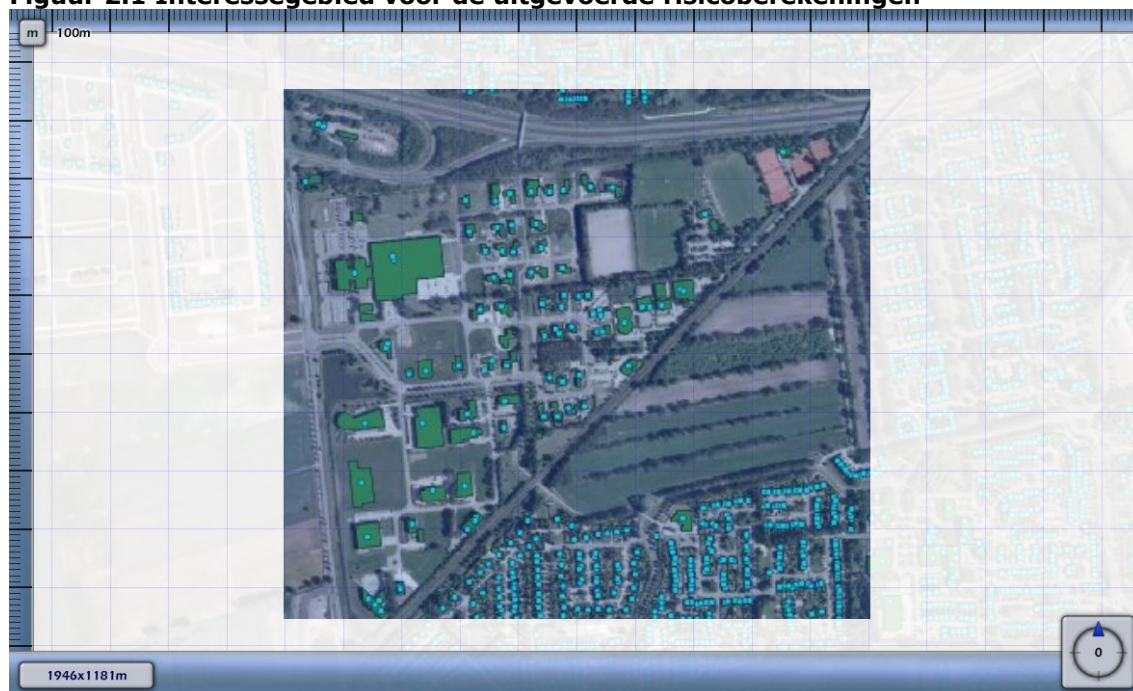 Figuur 2.1 Interessegebied voor de uitgevoerde risicoberekeningen
m 100m
0
1946x1181m